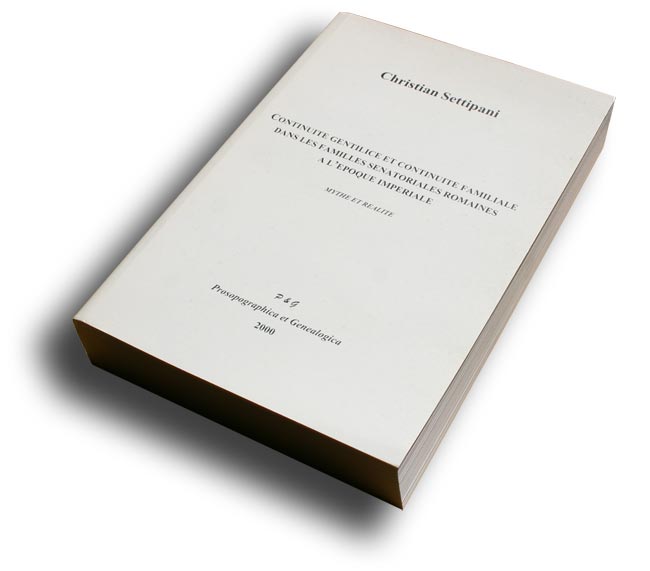 Christian Settipani
CONTINUITE GENTILICE ET CONTINUITE FAMILIALE
DANS LES FAMILLES SENATORIALES ROMAINES
A L'EPOQUE IMPERIALE
MYTHE ET REALITE
P & G
Prosopographica et Genealogica
2000